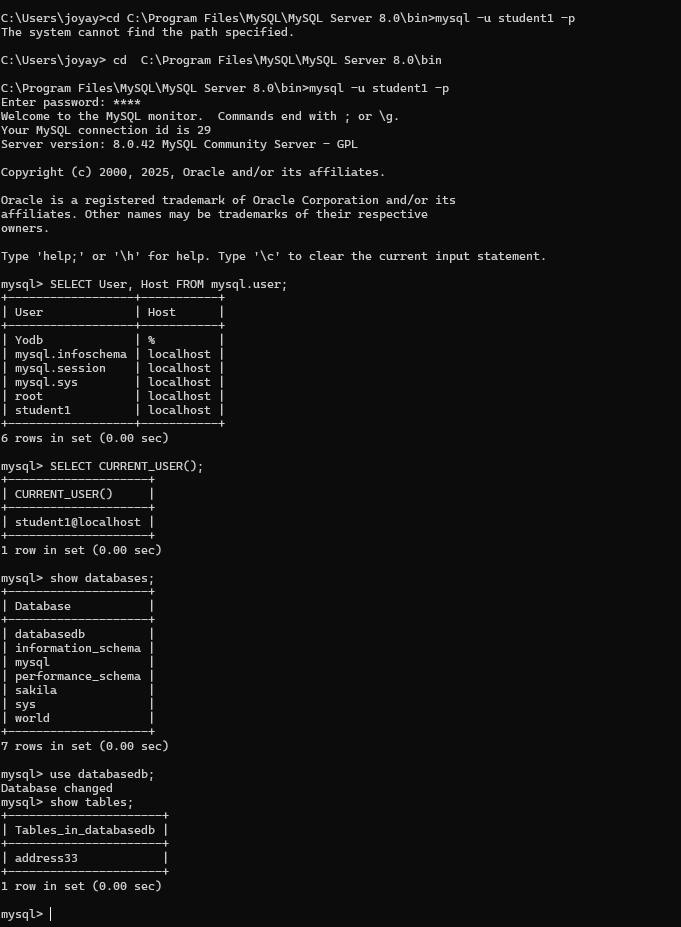 C:\Users\joyay>cd C:\Program Files\MySQL\MySQL Server 8.0\bin>mysql -u student1 -p
The system cannot find the path specified.
C:\Users\joyay> cd  C:\Program Files\MySQL\MySQL Server 8.0\bin
C:\Program Files\MySQL\MySQL Server 8.0\bin>mysql -u student1 -p
Enter password: ****
Welcome to the MySQL monitor.  Commands end with ; or \g.
Your MySQL connection id is 29
Server version: 8.0.42 MySQL Community Server - GPL
Copyright (c) 2000, 2025, Oracle and/or its affiliates.
Oracle is a registered trademark of Oracle Corporation and/or its
affiliates. Other names may be trademarks of their respective
owners.
Type 'help;' or '\h' for help. Type '\c' to clear the current input statement.
mysql> SELECT User, Host FROM mysql.user;
+------------------+-----------+
| User             | Host      |
+------------------+-----------+
| Yodb             | %         |
| mysql.infoschema | localhost |
| mysql.session    | localhost |
| mysql.sys        | localhost |
| root             | localhost |
| student1         | localhost |
+------------------+-----------+
6 rows in set (0.00 sec)
mysql> SELECT CURRENT_USER();
+--------------------+
| CURRENT_USER()     |
+--------------------+
| student1@localhost |
+--------------------+
1 row in set (0.00 sec)
mysql> show databases;
+--------------------+
| Database           |
+--------------------+
| databasedb         |
| information_schema |
| mysql              |
| performance_schema |
| sakila             |
| sys                |
| world              |
+--------------------+
7 rows in set (0.00 sec)
mysql> use databasedb;
Database changed
mysql> show tables;
+----------------------+
| Tables_in_databasedb |
+----------------------+
| address33            |
+----------------------+
1 row in set (0.00 sec)
mysql>